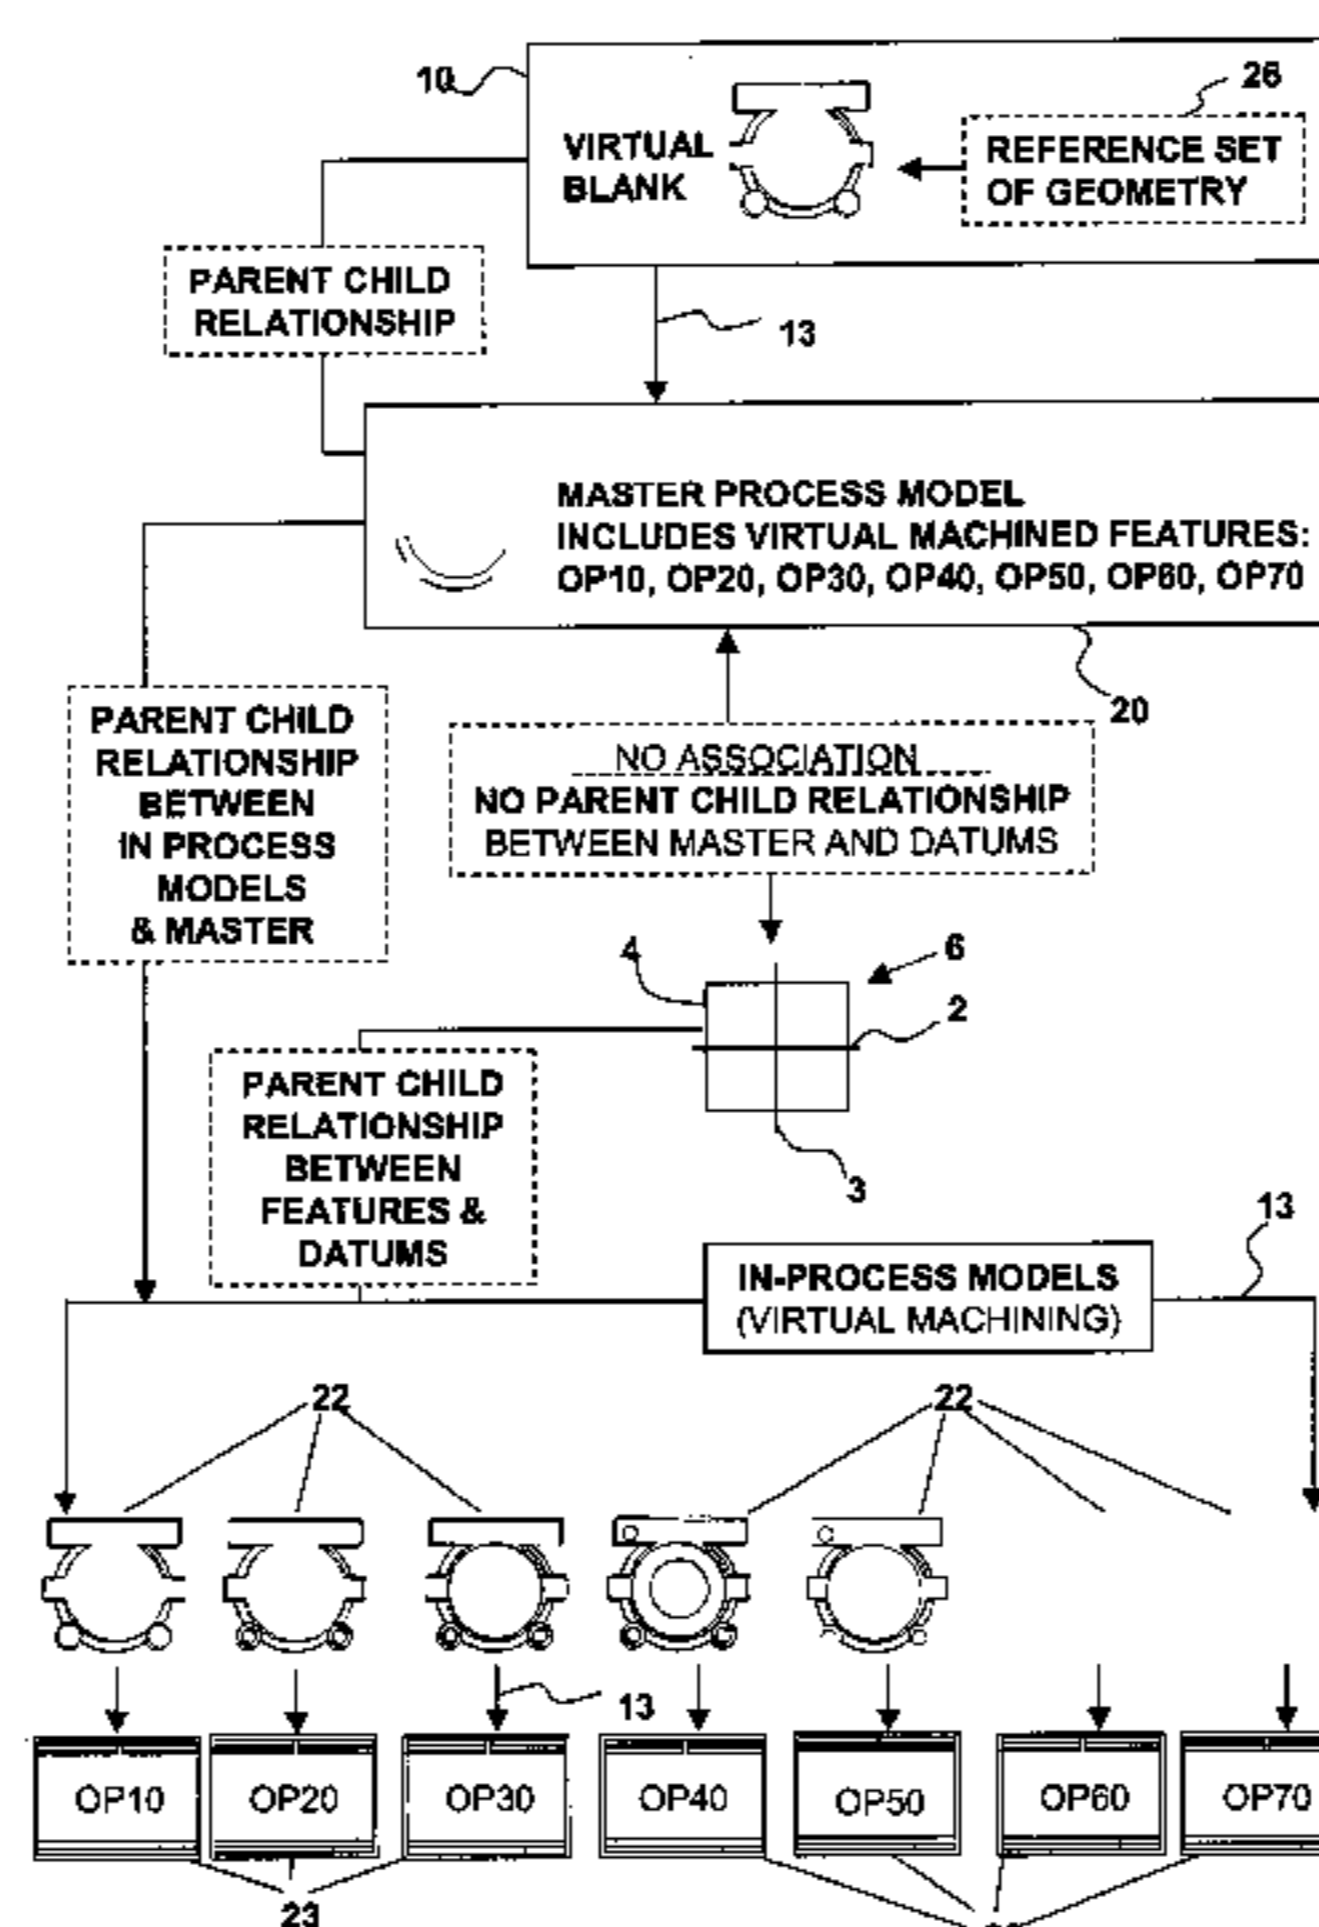 10
26
VIRTUAL
BLANK
REFERENCE SET
OF GEOMETRY
PARENT CHILD
RELATIONSHIP
13
MASTER PROCESS MODEL
INCLUDES VIRTUAL MACHINED FEATURES:
OP10, OP20, OP30, OP40, OP50, OP60, OP70
20
PARENT CHILD
RELATIONSHIP
BETWEEN
IN PROCESS
MODELS
& MASTER
NO ASSOCIATION
NO PARENT CHILD RELATIONSHIP
BETWEEN MASTER AND DATUMS
4
6
2
3
PARENT CHILD
RELATIONSHIP
BETWEEN
FEATURES &
DATUMS
13
IN-PROCESS MODELS
(VIRTUAL MACHINING)
22
22
13
OP10
OP20
OP30
OP40
OP50
OP60
OP70
23